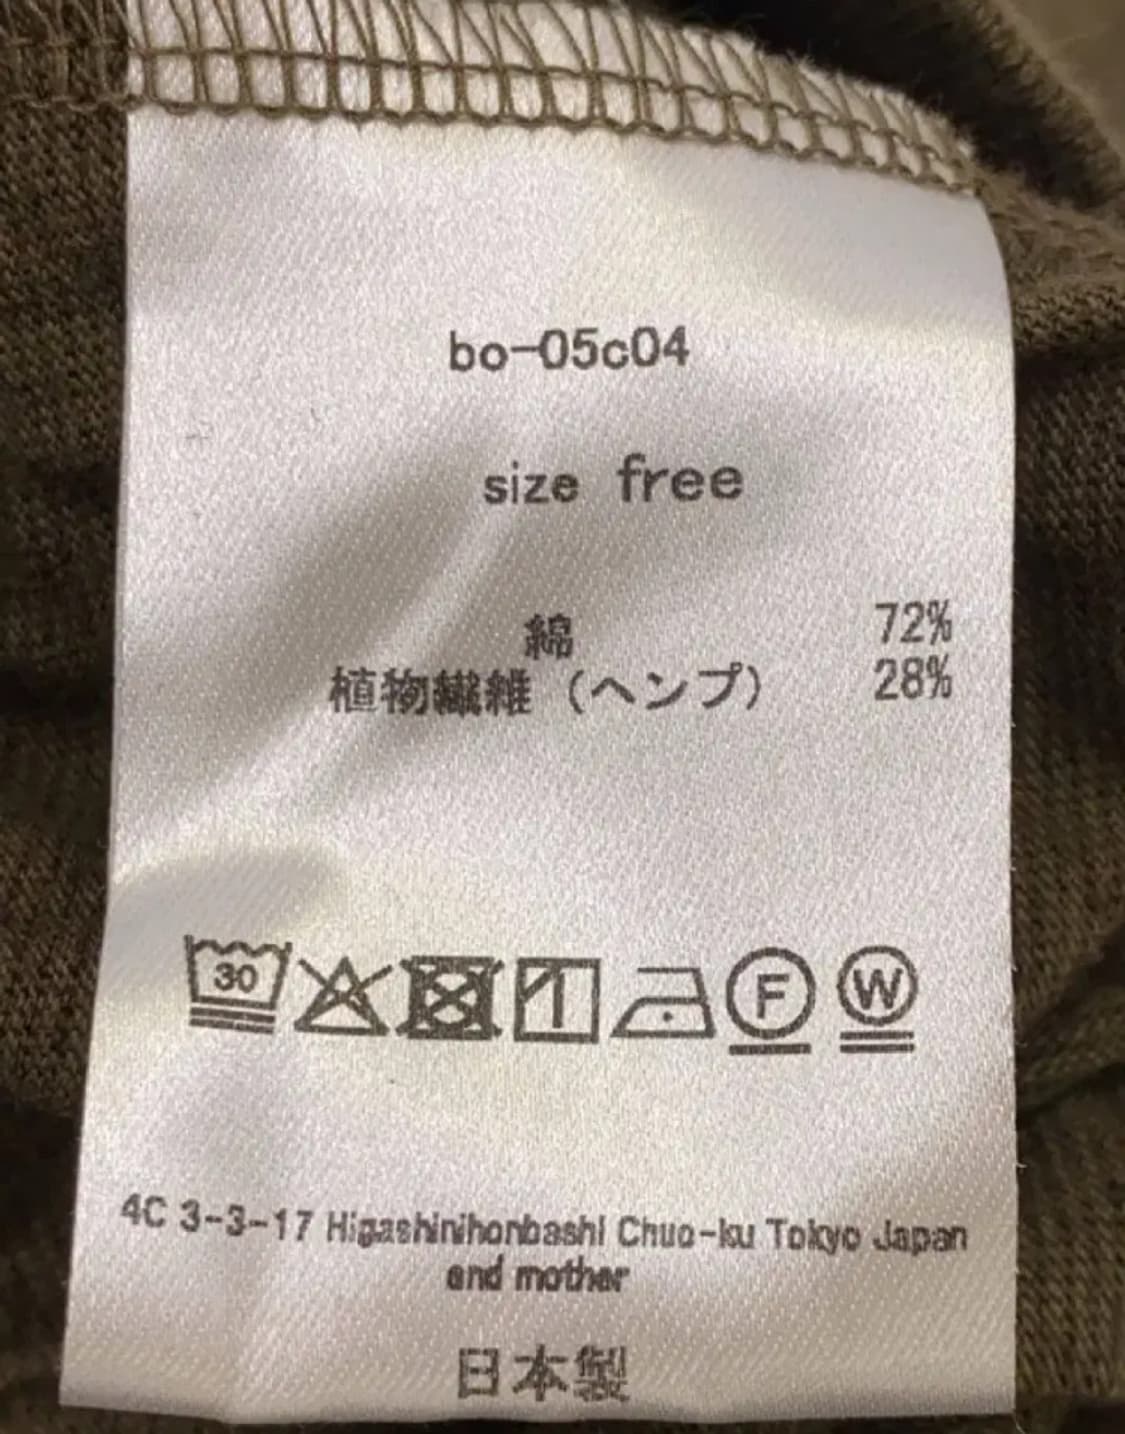 bo-05c04
size free
綿 72%
植物繊維（ヘンプ） 28%
30
F W
4C 3-3-17 Higashinihonbashi Chuo-ku Tokyo Japan
and mother
日本製